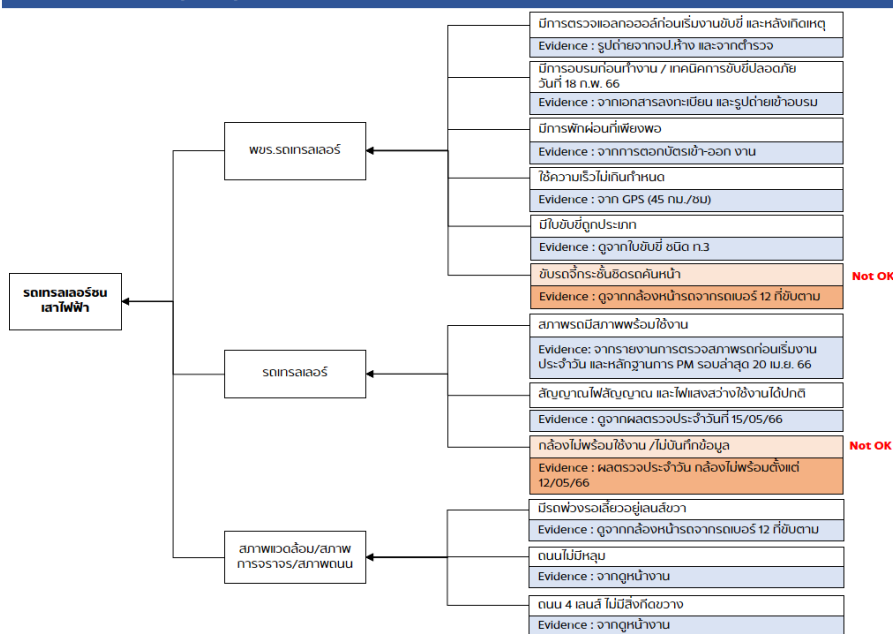 มีการตรวจแอลกอฮอล์ก่อนเริ่มงานขับขี่ และหลังเกิดเหตุ
Evidence : รูปถ่ายจากจป.ห้าง และจากตำรวจ
มีการอบรมก่อนทำงาน / เทคนิคการขับขี่ปลอดภัย
วันที่ 18 ก.พ. 66
Evidence : จากเอกสารลงทะเบียน และรูปถ่ายเข้าอบรม
พขร.รถเทรลเลอร์
มีการพักผ่อนที่เพียงพอ
Evidence : จากการตอกบัตรเข้า-ออก งาน
ใช้ความเร็วไม่เกินกำหนด
Evidence : จาก GPS (45 กม./ชม)
มีใบขับขี่ถูกประเภท
Evidence : ดูจากใบขับขี่ ชนิด ท.3
ขับรถจี้กระชั้นชิดรถคันหน้า
Not OK
Evidence : ดูจากกล้องหน้ารถจากรถเบอร์ 12 ที่ขับตาม
รถเทรลเลอร์ชน
เสาไฟฟ้า
สภาพรถมีสภาพพร้อมใช้งาน
Evidence: จากรายงานการตรวจสภาพรถก่อนเริ่มงาน
ประจำวัน และหลักฐานการ PM รอบล่าสุด 20 เม.ย. 66
รถเทรลเลอร์
สัญญาณไฟสัญญาณ และไฟแสงสว่างใช้งานได้ปกติ
Evidence : ดูจากผลตรวจประจำวันที่ 15/05/66
กล้องไม่พร้อมใช้งาน /ไม่บันทึกข้อมูล
Not OK
Evidence : ผลตรวจประจำวัน กล้องไม่พร้อมตั้งแต่
12/05/66
มีรถพ่วงรอเลี้ยวอยู่เลนส์ขวา
Evidence : ดูจากกล้องหน้ารถจากรถเบอร์ 12 ที่ขับตาม
สภาพแวดล้อม/สภาพ
การจราจร/สภาพถนน
ถนนไม่มีหลุม
Evidence : จากดูหน้างาน
ถนน 4 เลนส์ ไม่มีสิ่งกีดขวาง
Evidence : จากดูหน้างาน